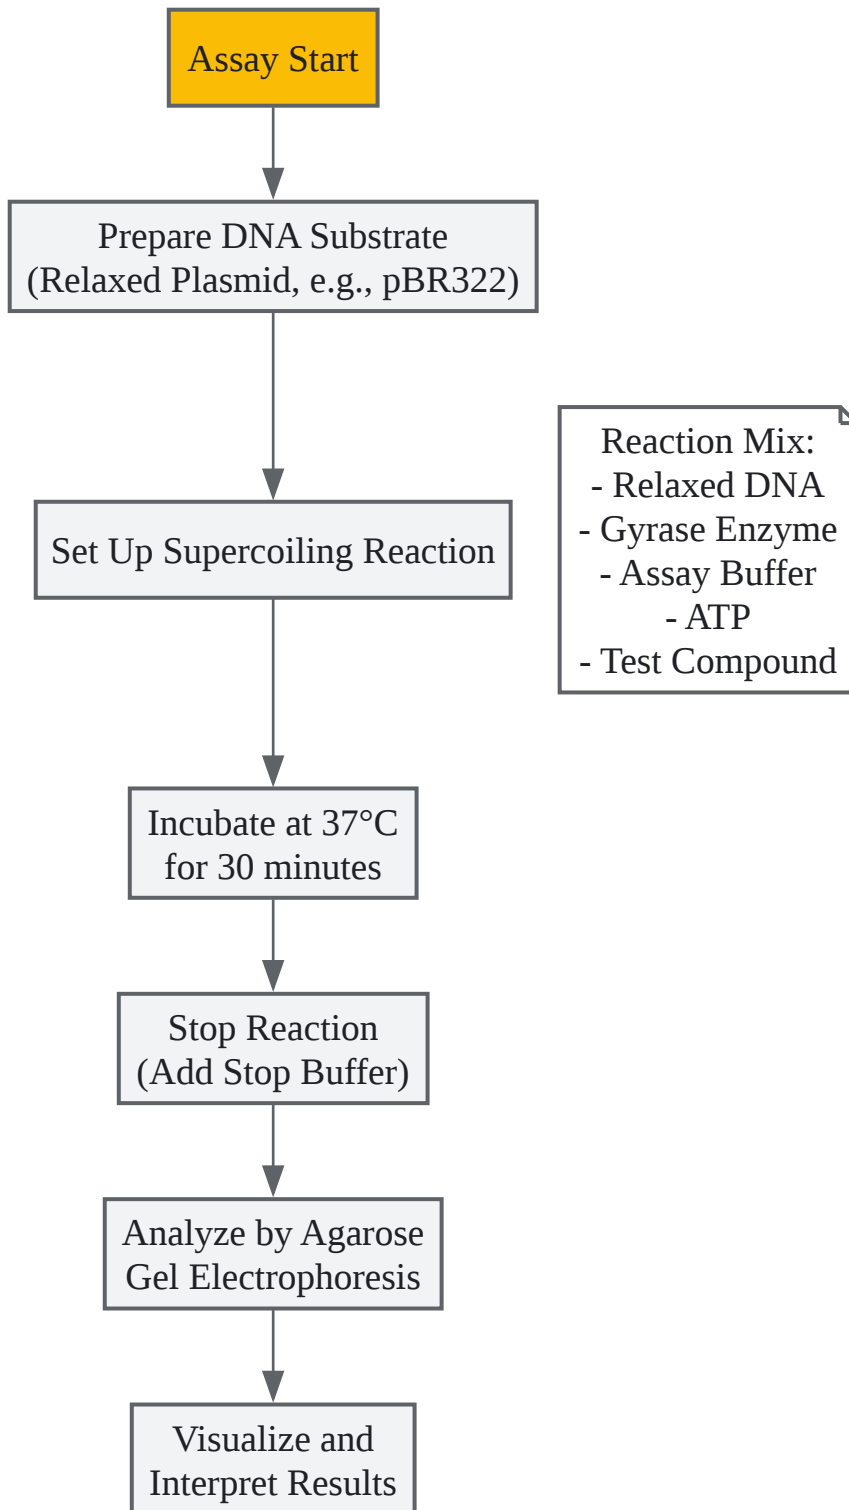 Assay Start
Prepare DNA Substrate
(Relaxed Plasmid, e.g., pBR322)
Reaction Mix:
- Relaxed DNA
- Gyrase Enzyme
- Assay Buffer
- ATP
- Test Compound
Set Up Supercoiling Reaction
Incubate at 37°C
for 30 minutes
Stop Reaction
(Add Stop Buffer)
Analyze by Agarose
Gel Electrophoresis
Visualize and
Interpret Results